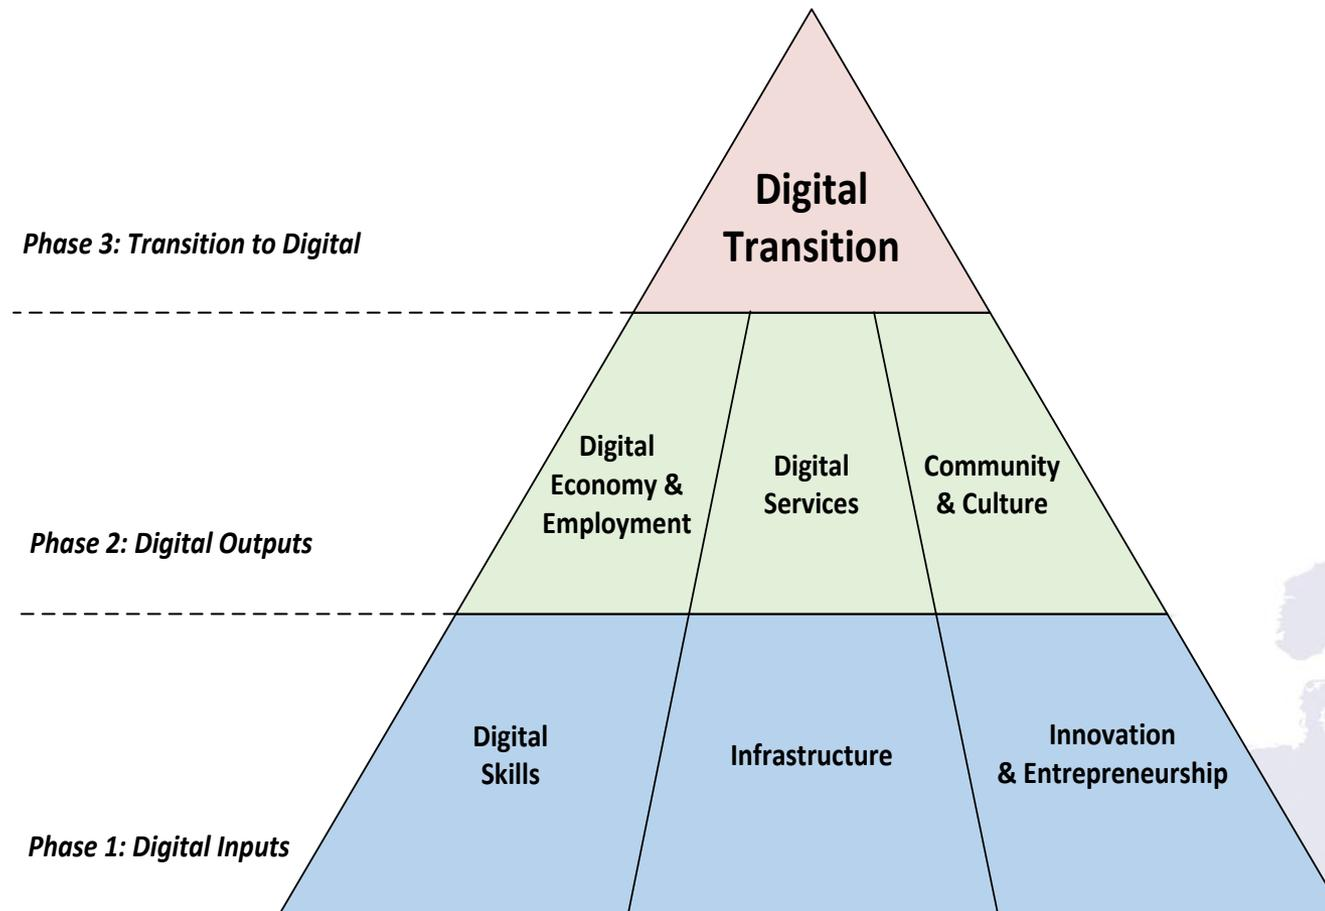 Digital
Transition
Phase 3: Transition to Digital
Digital
Economy &
Employment
Digital
Services
Community
& Culture
Phase 2: Digital Outputs
Digital
Skills
Infrastructure
Innovation
& Entrepreneurship
Phase 1: Digital Inputs